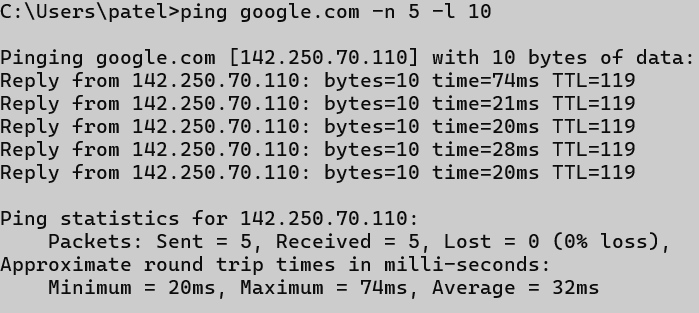 C:\Users\patel>ping google.com -n 5 -l 10
Pinging google.com [142.250.70.110] with 10 bytes of data:
Reply from 142.250.70.110: bytes=10 time=74ms TTL=119
Reply from 142.250.70.110: bytes=10 time=21ms TTL=119
Reply from 142.250.70.110: bytes=10 time=20ms TTL=119
Reply from 142.250.70.110: bytes=10 time=28ms TTL=119
Reply from 142.250.70.110: bytes=10 time=20ms TTL=119
Ping statistics for 142.250.70.110:
    Packets: Sent = 5, Received = 5, Lost = 0 (0% loss),
Approximate round trip times in milli-seconds:
    Minimum = 20ms, Maximum = 74ms, Average = 32ms